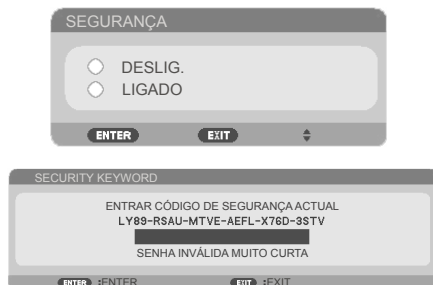 SEGURANÇA
DESLIG.
LIGADO
ENTER EXIT
SECURITY KEYWORD
ENTRAR CÓDIGO DE SEGURANÇA ACTUAL
LY89-RSAU-MTVE-AEFL-X76D-3STV
SENHA INVÁLIDA MUITO CURTA
ENTER :ENTER EXIT :EXIT